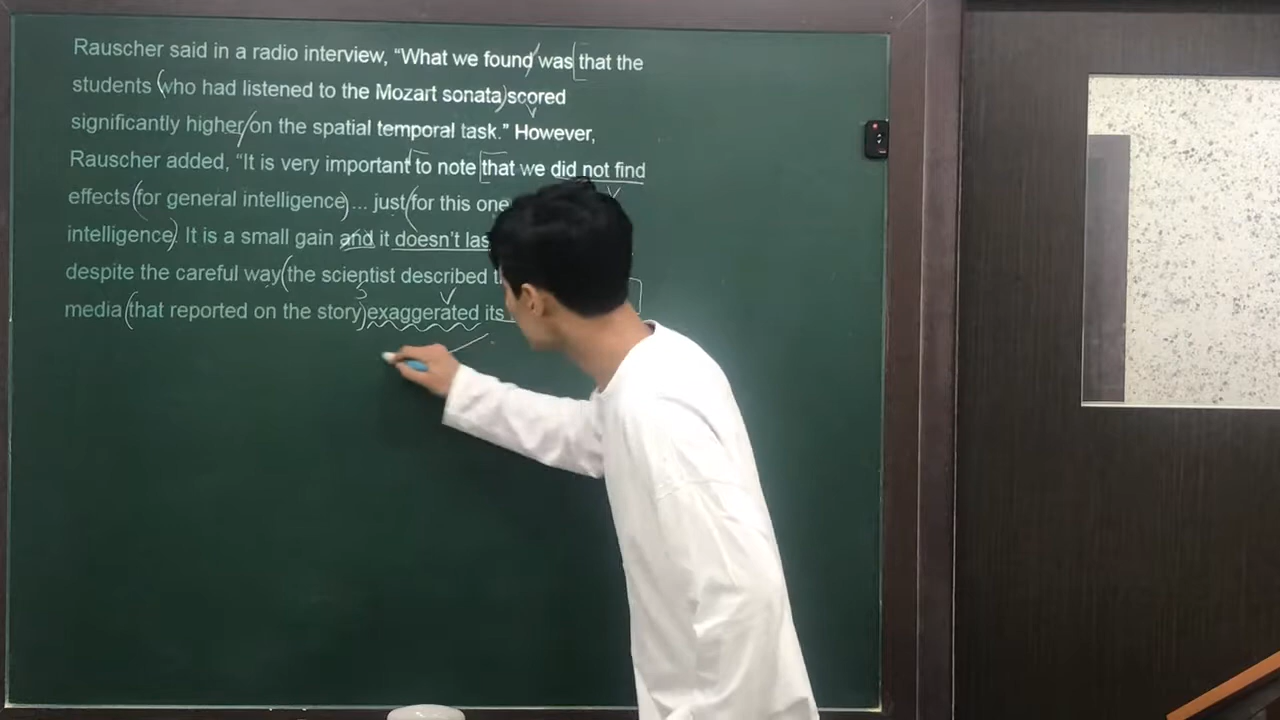 Rauscher said in a radio interview, “What we found was that the
students (who had listened to the Mozart sonata) scored
significantly higher on the spatial temporal task.” However,
Rauscher added, “It is very important to note that we did not find
effects (for general intelligence) ... just (for this one
intelligence). It is a small gain and it doesn't las
despite the careful way (the scientist described
media (that reported on the story) exaggerated its